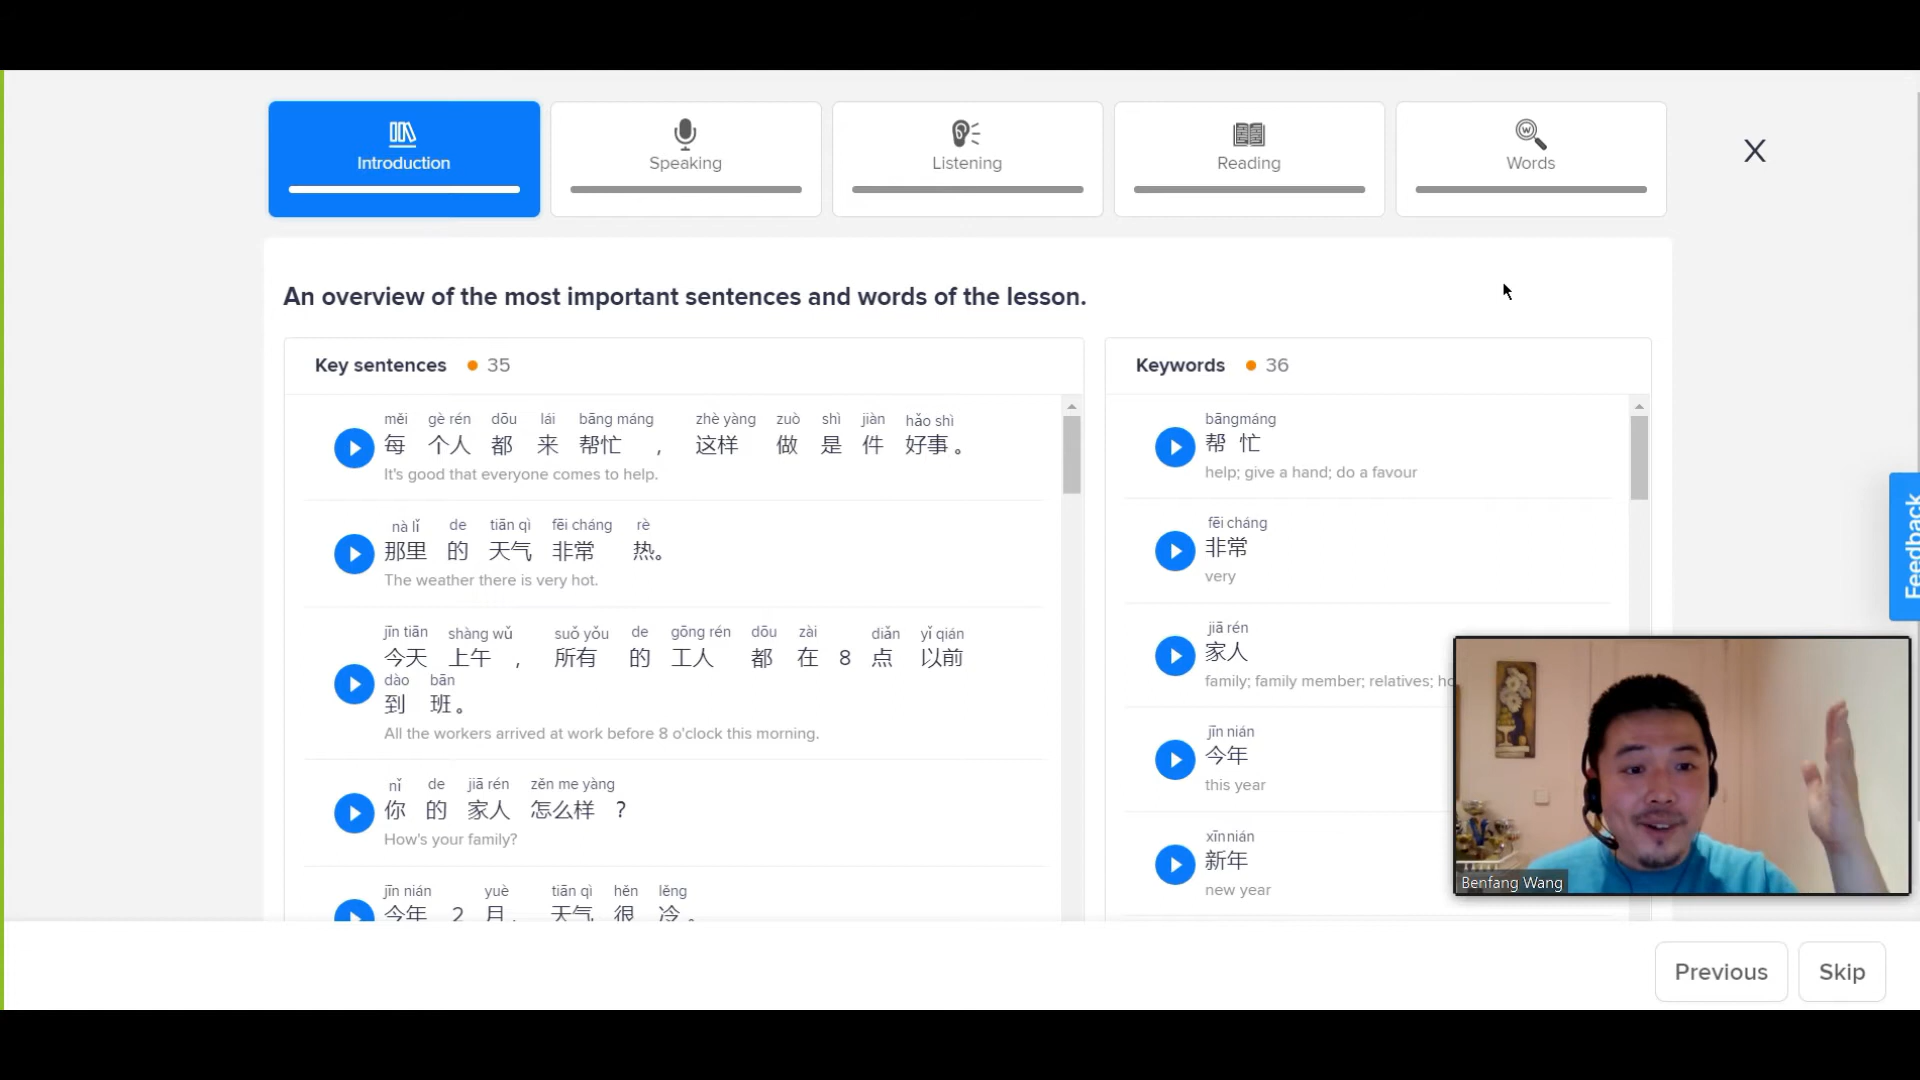 Introduction
Speaking
Listening
Reading
Words
X
An overview of the most important sentences and words of the lesson.
Key sentences 35
měi gè rén dōu lái bāng máng zhè yàng zuò shì jiàn hǎo shì
每 个人 都 来 帮忙 , 这样 做 是 件 好事。
It's good that everyone comes to help.
nà lǐ de tiān qì fēi cháng rè
那里 的 天气 非常 热。
The weather there is very hot.
jīn tiān shàng wǔ suǒ yǒu de gōng rén dōu zài diǎn yǐ qián
今天 上午 , 所有 的 工人 都 在 8 点 以前
dào bān
到 班。
All the workers arrived at work before 8 o'clock this morning.
nǐ de jiā rén zěn me yàng
你 的 家人 怎么样 ?
How's your family?
jīn nián yuè tiān qì hěn lěng
今年 2 月, 天气 很 冷。
Keywords 36
bāngmáng
帮 忙
help; give a hand; do a favour
fēi cháng
非常
very
jiā rén
家人
family; family member; relatives;
jīn nián
今年
this year
xīnnián
新年
new year
Feedback
Benfang Wang
Previous
Skip